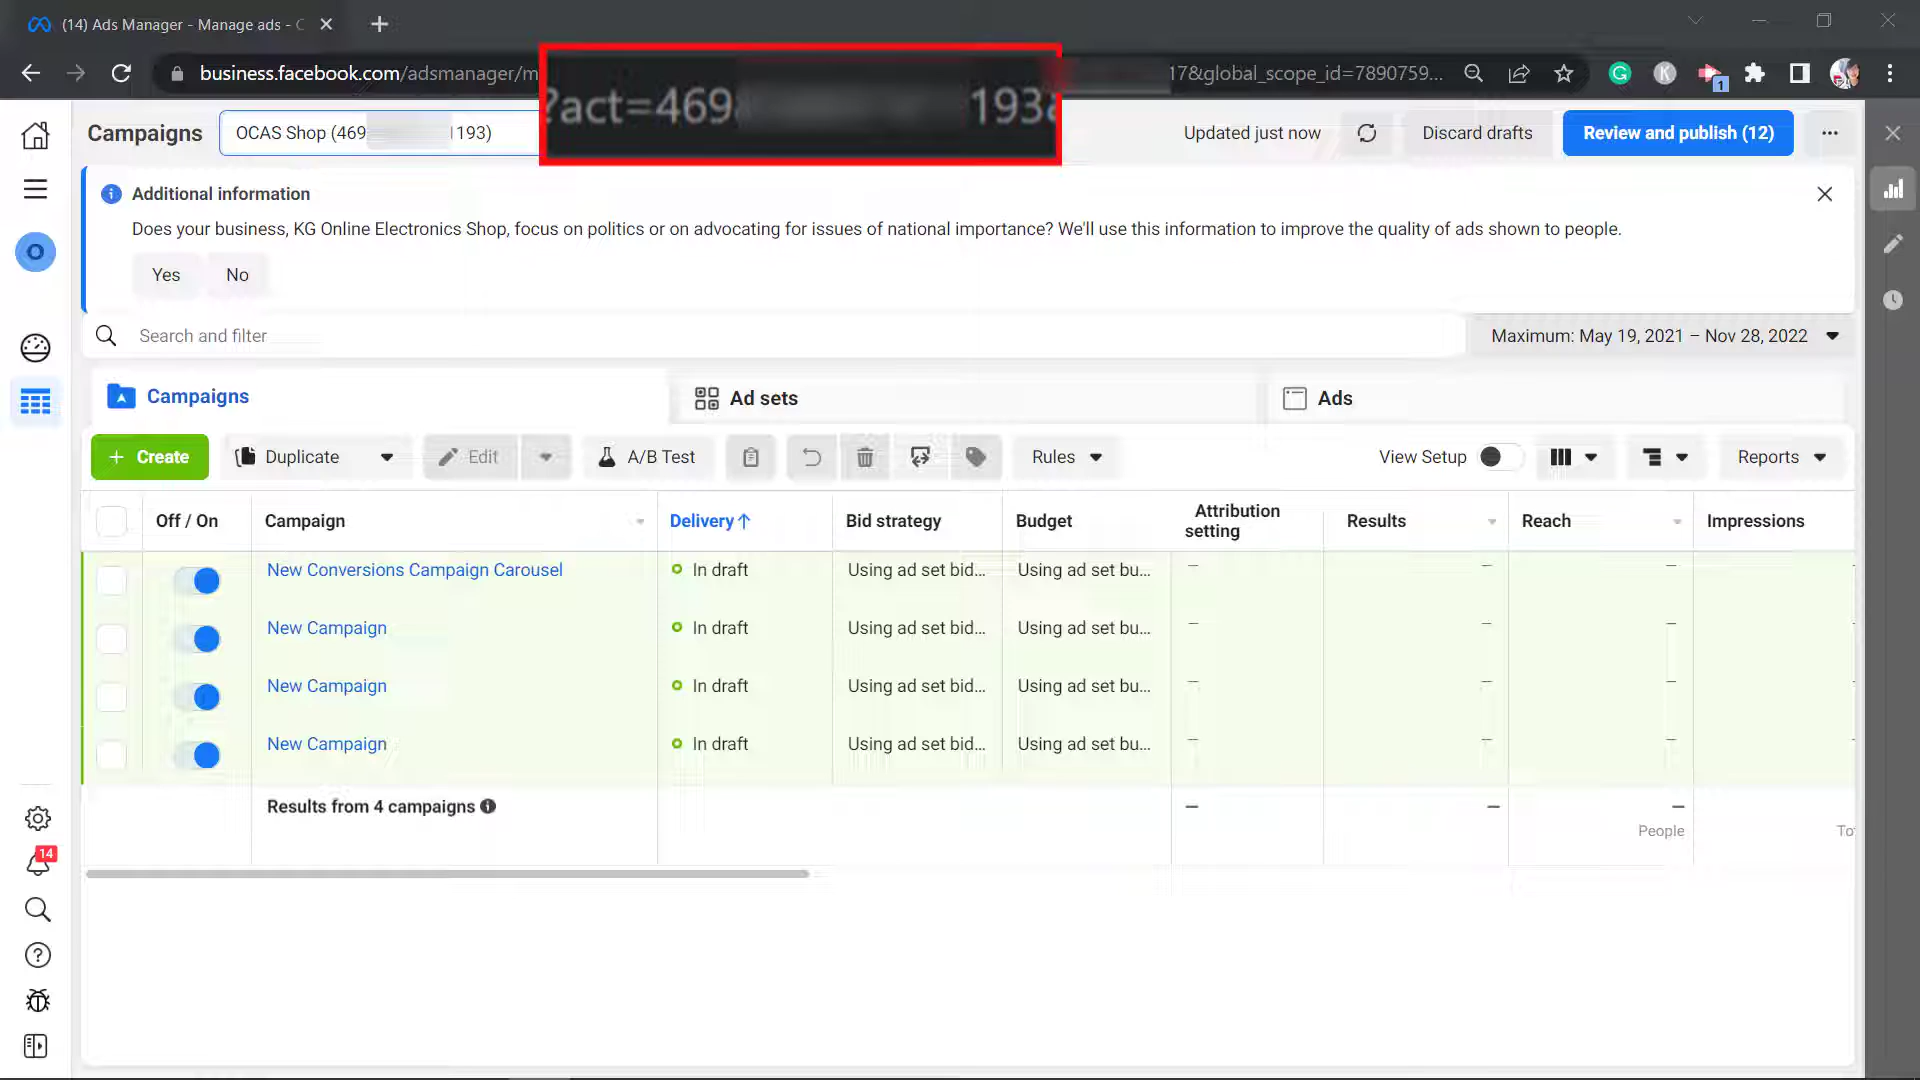 (14) Ads Manager - Manage ads - C
business.facebook.com/adsmanager/m
?act=469
193
17&global_scope_id=7890759...
1
Campaigns
OCAS Shop (469
193)
Updated just now
Discard drafts
Review and publish (12)
Additional information
Does your business, KG Online Electronics Shop, focus on politics or on advocating for issues of national importance? We'll use this information to improve the quality of ads shown to people.
Yes
No
O
Search and filter
Maximum: May 19, 2021 – Nov 28, 2022
Campaigns
Ad sets
Ads
+ Create
Duplicate
Edit
A/B Test
Rules
View Setup
Reports
Off / On
Campaign
Delivery↑
Bid strategy
Budget
Attribution
setting
Results
Reach
Impressions
New Conversions Campaign Carousel
In draft
Using ad set bid...
Using ad set bu...
—
—
—
New Campaign
In draft
Using ad set bid...
Using ad set bu...
—
—
—
New Campaign
In draft
Using ad set bid...
Using ad set bu...
—
—
—
New Campaign
In draft
Using ad set bid...
Using ad set bu...
—
—
—
Results from 4 campaigns
—
—
—
People
To
14